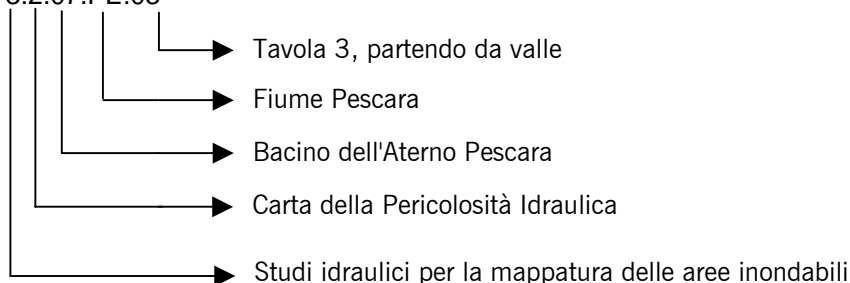 Tavola 3, partendo da valle
Fiume Pescara
Bacino dell'Aterno Pescara
Carta della Pericolosità Idraulica
Studi idraulici per la mappatura delle aree inondabili